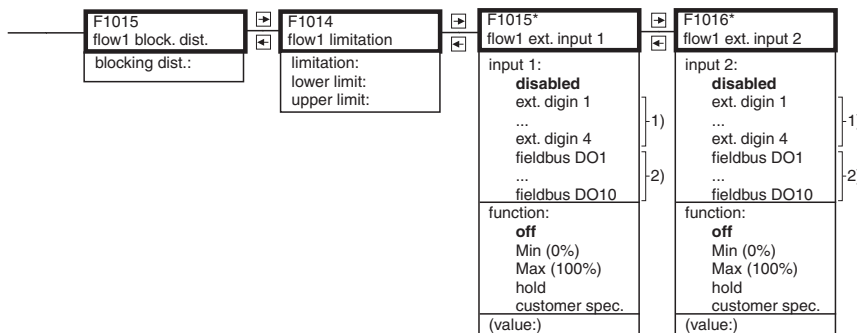 F1015
flow1 block. dist.
blocking dist.:
F1014
flow1 limitation
limitation:
lower limit:
upper limit:
F1015*
flow1 ext. input 1
input 1:
disabled
ext. digin 1
...
ext. digin 4
1)
fieldbus DO1
...
fieldbus DO10
2)
function:
off
Min (0%)
Max (100%)
hold
customer spec.
(value:)
F1016*
flow1 ext. input 2
input 2:
disabled
ext. digin 1
...
ext. digin 4
1)
fieldbus DO1
...
fieldbus DO10
2)
function:
off
Min (0%)
Max (100%)
hold
customer spec.
(value:)